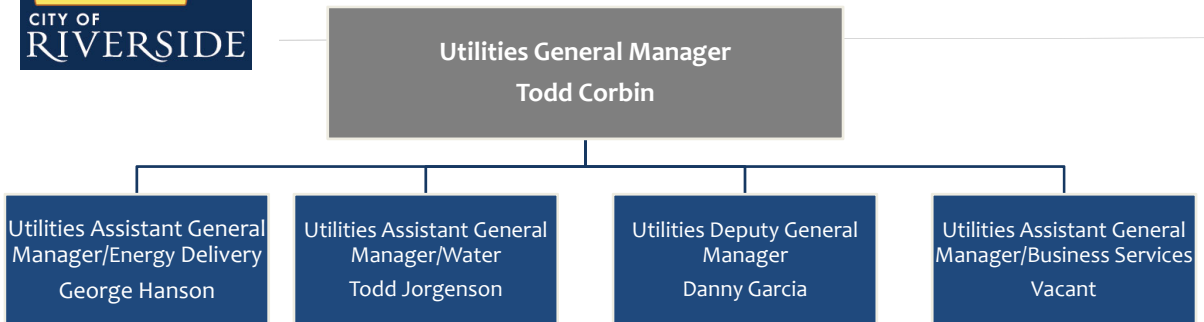 CITY OF
RIVERSIDE
Utilities General Manager
Todd Corbin
Utilities Assistant General
Manager/Energy Delivery
George Hanson
Utilities Assistant General
Manager/Water
Todd Jorgenson
Utilities Deputy General
Manager
Danny Garcia
Utilities Assistant General
Manager/Business Services
Vacant